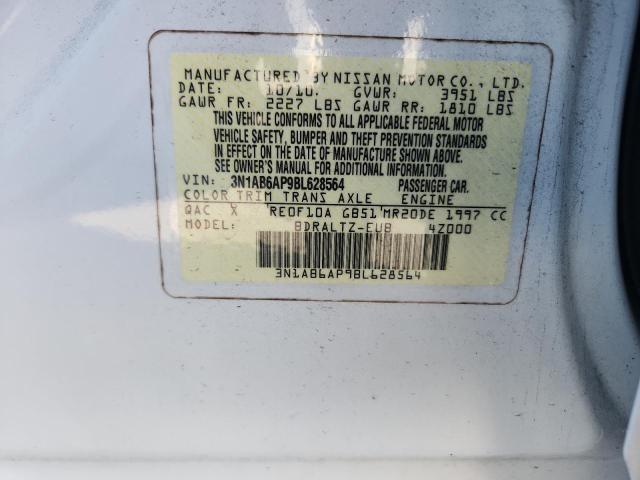 MANUFACTURED BY NISSAN MOTOR CO., LTD.
DATE: 10/10. GVWR: 3951 LBS
GAWR FR: 2227 LBS GAWR RR: 1810 LBS
THIS VEHICLE CONFORMS TO ALL APPLICABLE FEDERAL MOTOR
VEHICLE SAFETY, BUMPER AND THEFT PREVENTION STANDARDS
IN EFFECT ON THE DATE OF MANUFACTURE SHOWN ABOVE.
SEE OWNER'S MANUAL FOR ADDITIONAL INFORMATION.
VIN: 3N1AB6AP9BL628564 PASSENGER CAR.
COLOR TRIM TRANS AXLE ENGINE
QAC X RE0F10A GB51 MR20DE 1997 CC
MODEL: BDRALTZ-EUB 4Z000
3N1AB6AP9BL628564